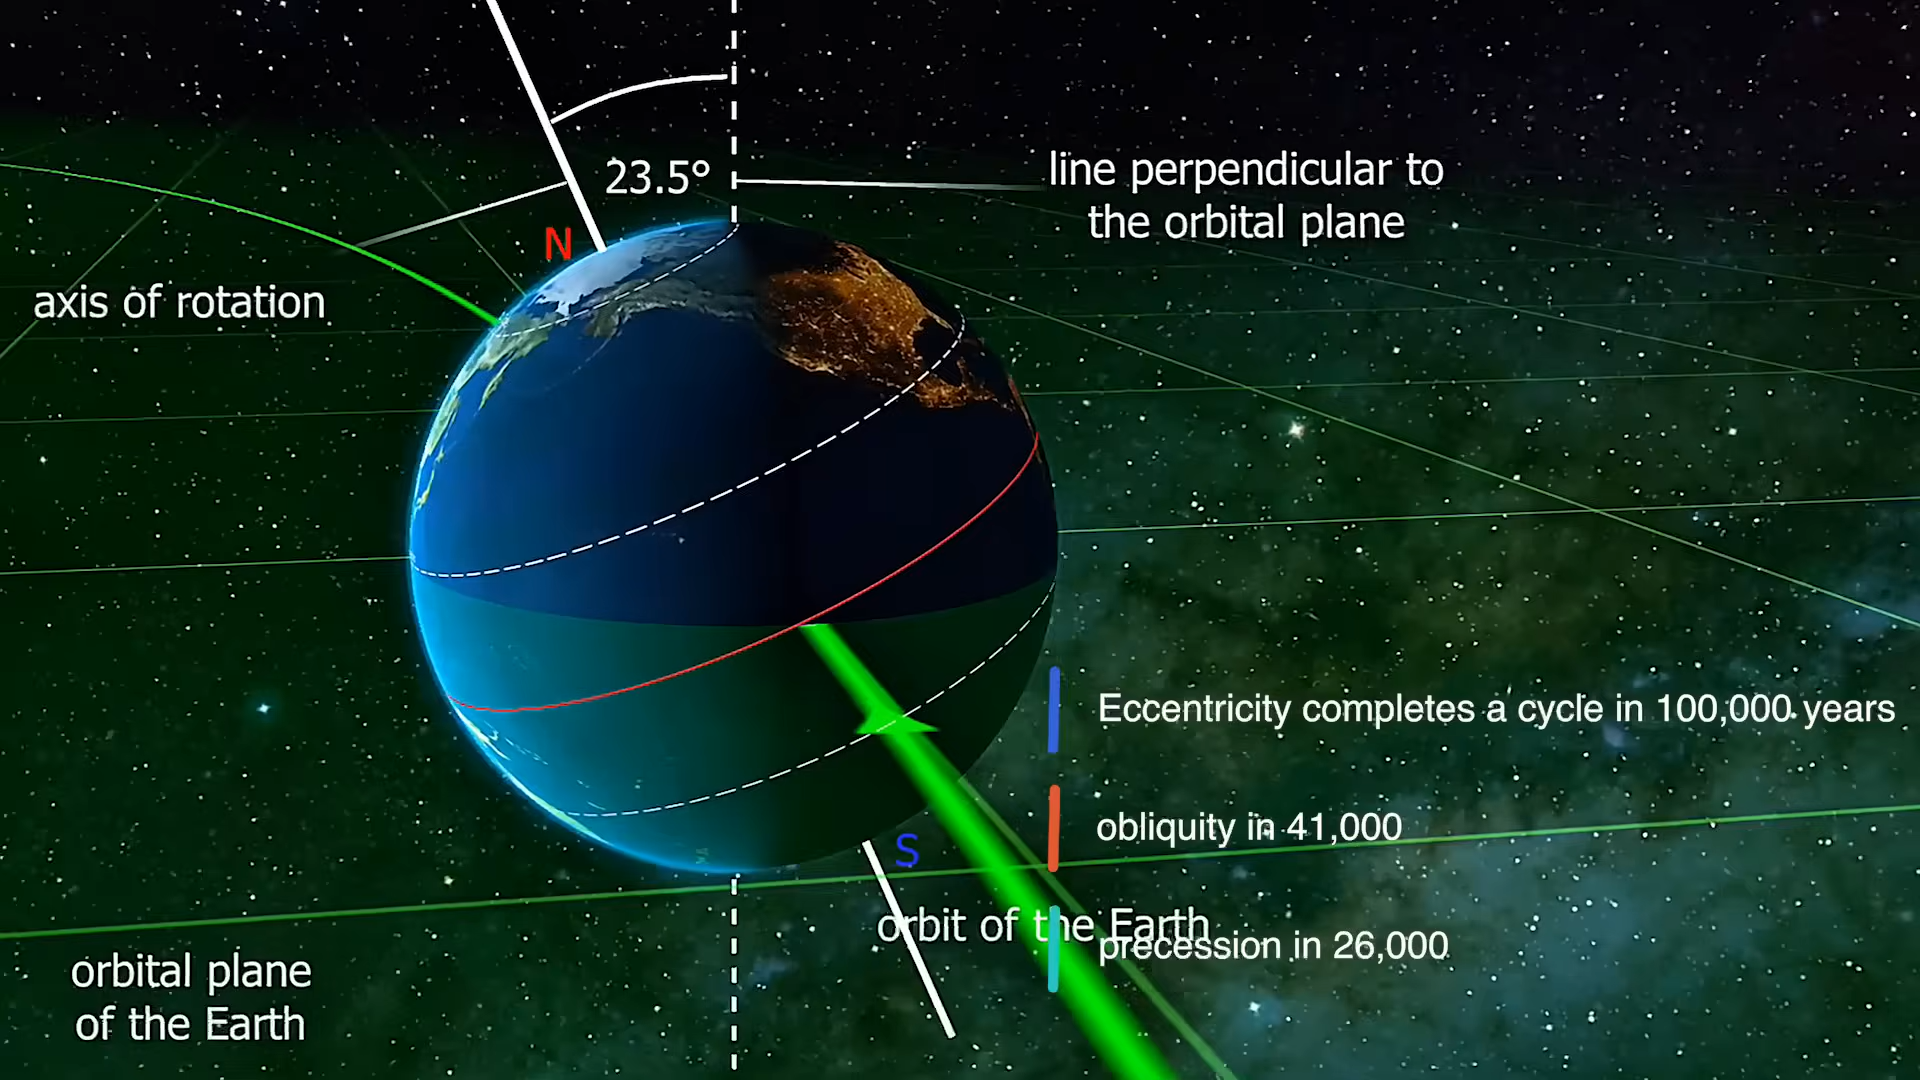 23.5°
line perpendicular to
the orbital plane
N
axis of rotation
Eccentricity completes a cycle in 100,000 years
obliquity in 41,000
S
orbit of the Earth
precession in 26,000
orbital plane
of the Earth